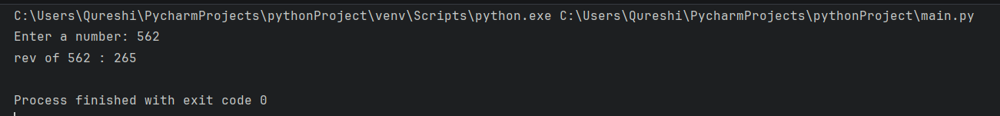 C:\Users\Qureshi\PycharmProjects\pythonProject\venv\Scripts\python.exe C:\Users\Qureshi\PycharmProjects\pythonProject\main.py
Enter a number: 562
rev of 562 : 265
Process finished with exit code 0